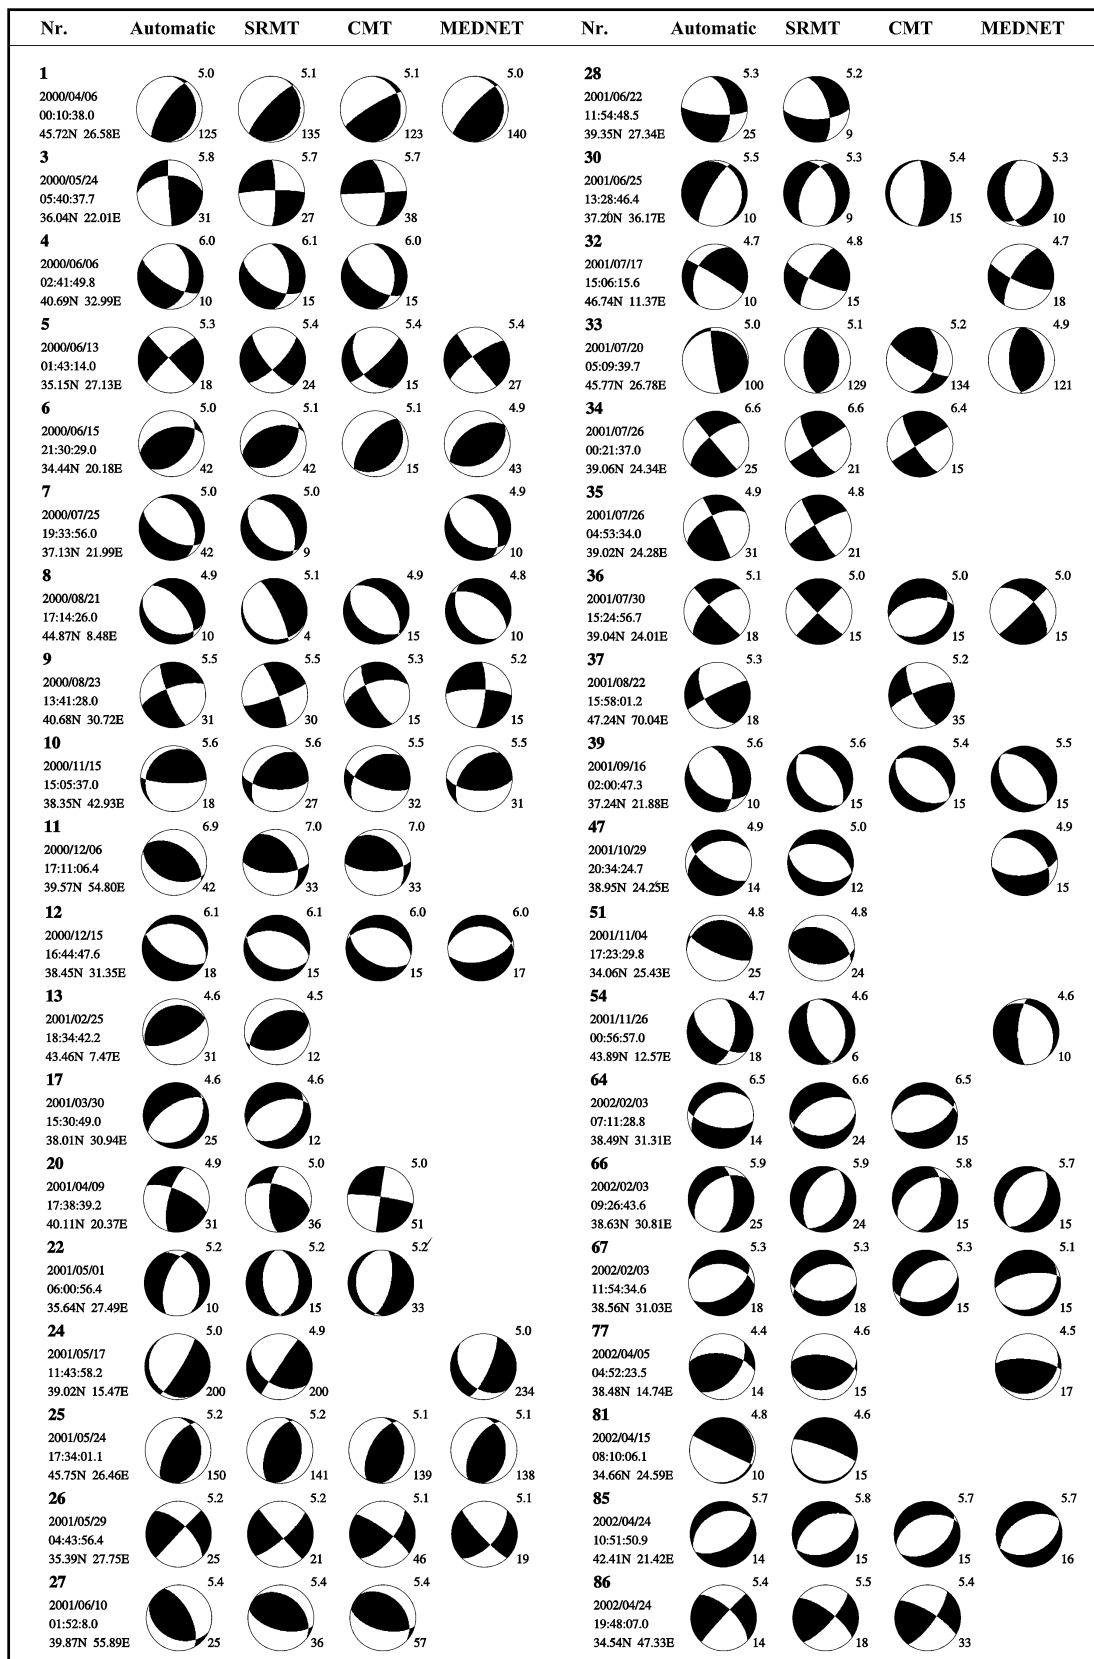 Nr. Automatic SRMT CMT MEDNET
1 5.0 5.1 5.1 5.0
2000/04/06
00:10:38.0
45.72N 26.58E 125 135 123 140
3 5.8 5.7 5.7
2000/05/24
05:40:37.7
36.04N 22.01E 31 27 38
4 6.0 6.1 6.0
2000/06/06
02:41:49.8
40.69N 32.99E 10 15 15
5 5.3 5.4 5.4 5.4
2000/06/13
01:43:14.0
35.15N 27.13E 18 24 15 27
6 5.0 5.1 5.1 4.9
2000/06/15
21:30:29.0
34.44N 20.18E 42 42 15 43
7 5.0 5.0 4.9
2000/07/25
19:33:56.0
37.13N 21.99E 42 9 10
8 4.9 5.1 4.9 4.8
2000/08/21
17:14:26.0
44.87N 8.48E 10 4 15 10
9 5.5 5.5 5.3 5.2
2000/08/23
13:41:28.0
40.68N 30.72E 31 30 15 15
10 5.6 5.6 5.5 5.5
2000/11/15
15:05:37.0
38.35N 42.93E 18 27 32 31
11 6.9 7.0 7.0
2000/12/06
17:11:06.4
39.57N 54.80E 42 33 33
12 6.1 6.1 6.0 6.0
2000/12/15
16:44:47.6
38.45N 31.35E 18 15 15 17
13 4.6 4.5
2001/02/25
18:34:42.2
43.46N 7.47E 31 12
17 4.6 4.6
2001/03/30
15:30:49.0
38.01N 30.94E 25 12
20 4.9 5.0 5.0
2001/04/09
17:38:39.2
40.11N 20.37E 31 36 51
22 5.2 5.2 5.2
2001/05/01
06:00:56.4
35.64N 27.49E 10 15 33
24 5.0 4.9 5.0
2001/05/17
11:43:58.2
39.02N 15.47E 200 200 234
25 5.2 5.2 5.1 5.1
2001/05/24
17:34:01.1
45.75N 26.46E 150 141 139 138
26 5.2 5.2 5.1 5.1
2001/05/29
04:43:56.4
35.39N 27.75E 25 21 46 19
27 5.4 5.4 5.4
2001/06/10
01:52:8.0
39.87N 55.89E 25 36 57
Nr. Automatic SRMT CMT MEDNET
28 5.3 5.2
2001/06/22
11:54:48.5
39.35N 27.34E 25 9
30 5.5 5.3 5.4 5.3
2001/06/25
13:28:46.4
37.20N 36.17E 10 9 15 10
32 4.7 4.8 4.7
2001/07/17
15:06:15.6
46.74N 11.37E 10 15 18
33 5.0 5.1 5.2 4.9
2001/07/20
05:09:39.7
45.77N 26.78E 100 129 134 121
34 6.6 6.6 6.4
2001/07/26
00:21:37.0
39.06N 24.34E 25 21 15
35 4.9 4.8
2001/07/26
04:53:34.0
39.02N 24.28E 31 21
36 5.1 5.0 5.0 5.0
2001/07/30
15:24:56.7
39.04N 24.01E 18 15 15 15
37 5.3 5.2
2001/08/22
15:58:01.2
47.24N 70.04E 18 35
39 5.6 5.6 5.4 5.5
2001/09/16
02:00:47.3
37.24N 21.88E 10 15 15 15
47 4.9 5.0 4.9
2001/10/29
20:34:24.7
38.95N 24.25E 14 12 15
51 4.8 4.8
2001/11/04
17:23:29.8
34.06N 25.43E 25 24
54 4.7 4.6 4.6
2001/11/26
00:56:57.0
43.89N 12.57E 18 6 10
64 6.5 6.6 6.5
2002/02/03
07:11:28.8
38.49N 31.31E 14 24 15
66 5.9 5.9 5.8 5.7
2002/02/03
09:26:43.6
38.63N 30.81E 25 24 15 15
67 5.3 5.3 5.3 5.1
2002/02/03
11:54:34.6
38.56N 31.03E 18 18 15 15
77 4.4 4.6 4.5
2002/04/05
04:52:23.5
38.48N 14.74E 14 15 17
81 4.8 4.6
2002/04/15
08:10:06.1
34.66N 24.59E 10 15
85 5.7 5.8 5.7 5.7
2002/04/24
10:51:50.9
42.41N 21.42E 14 15 15 16
86 5.4 5.5 5.4
2002/04/24
19:48:07.0
34.54N 47.33E 14 18 33